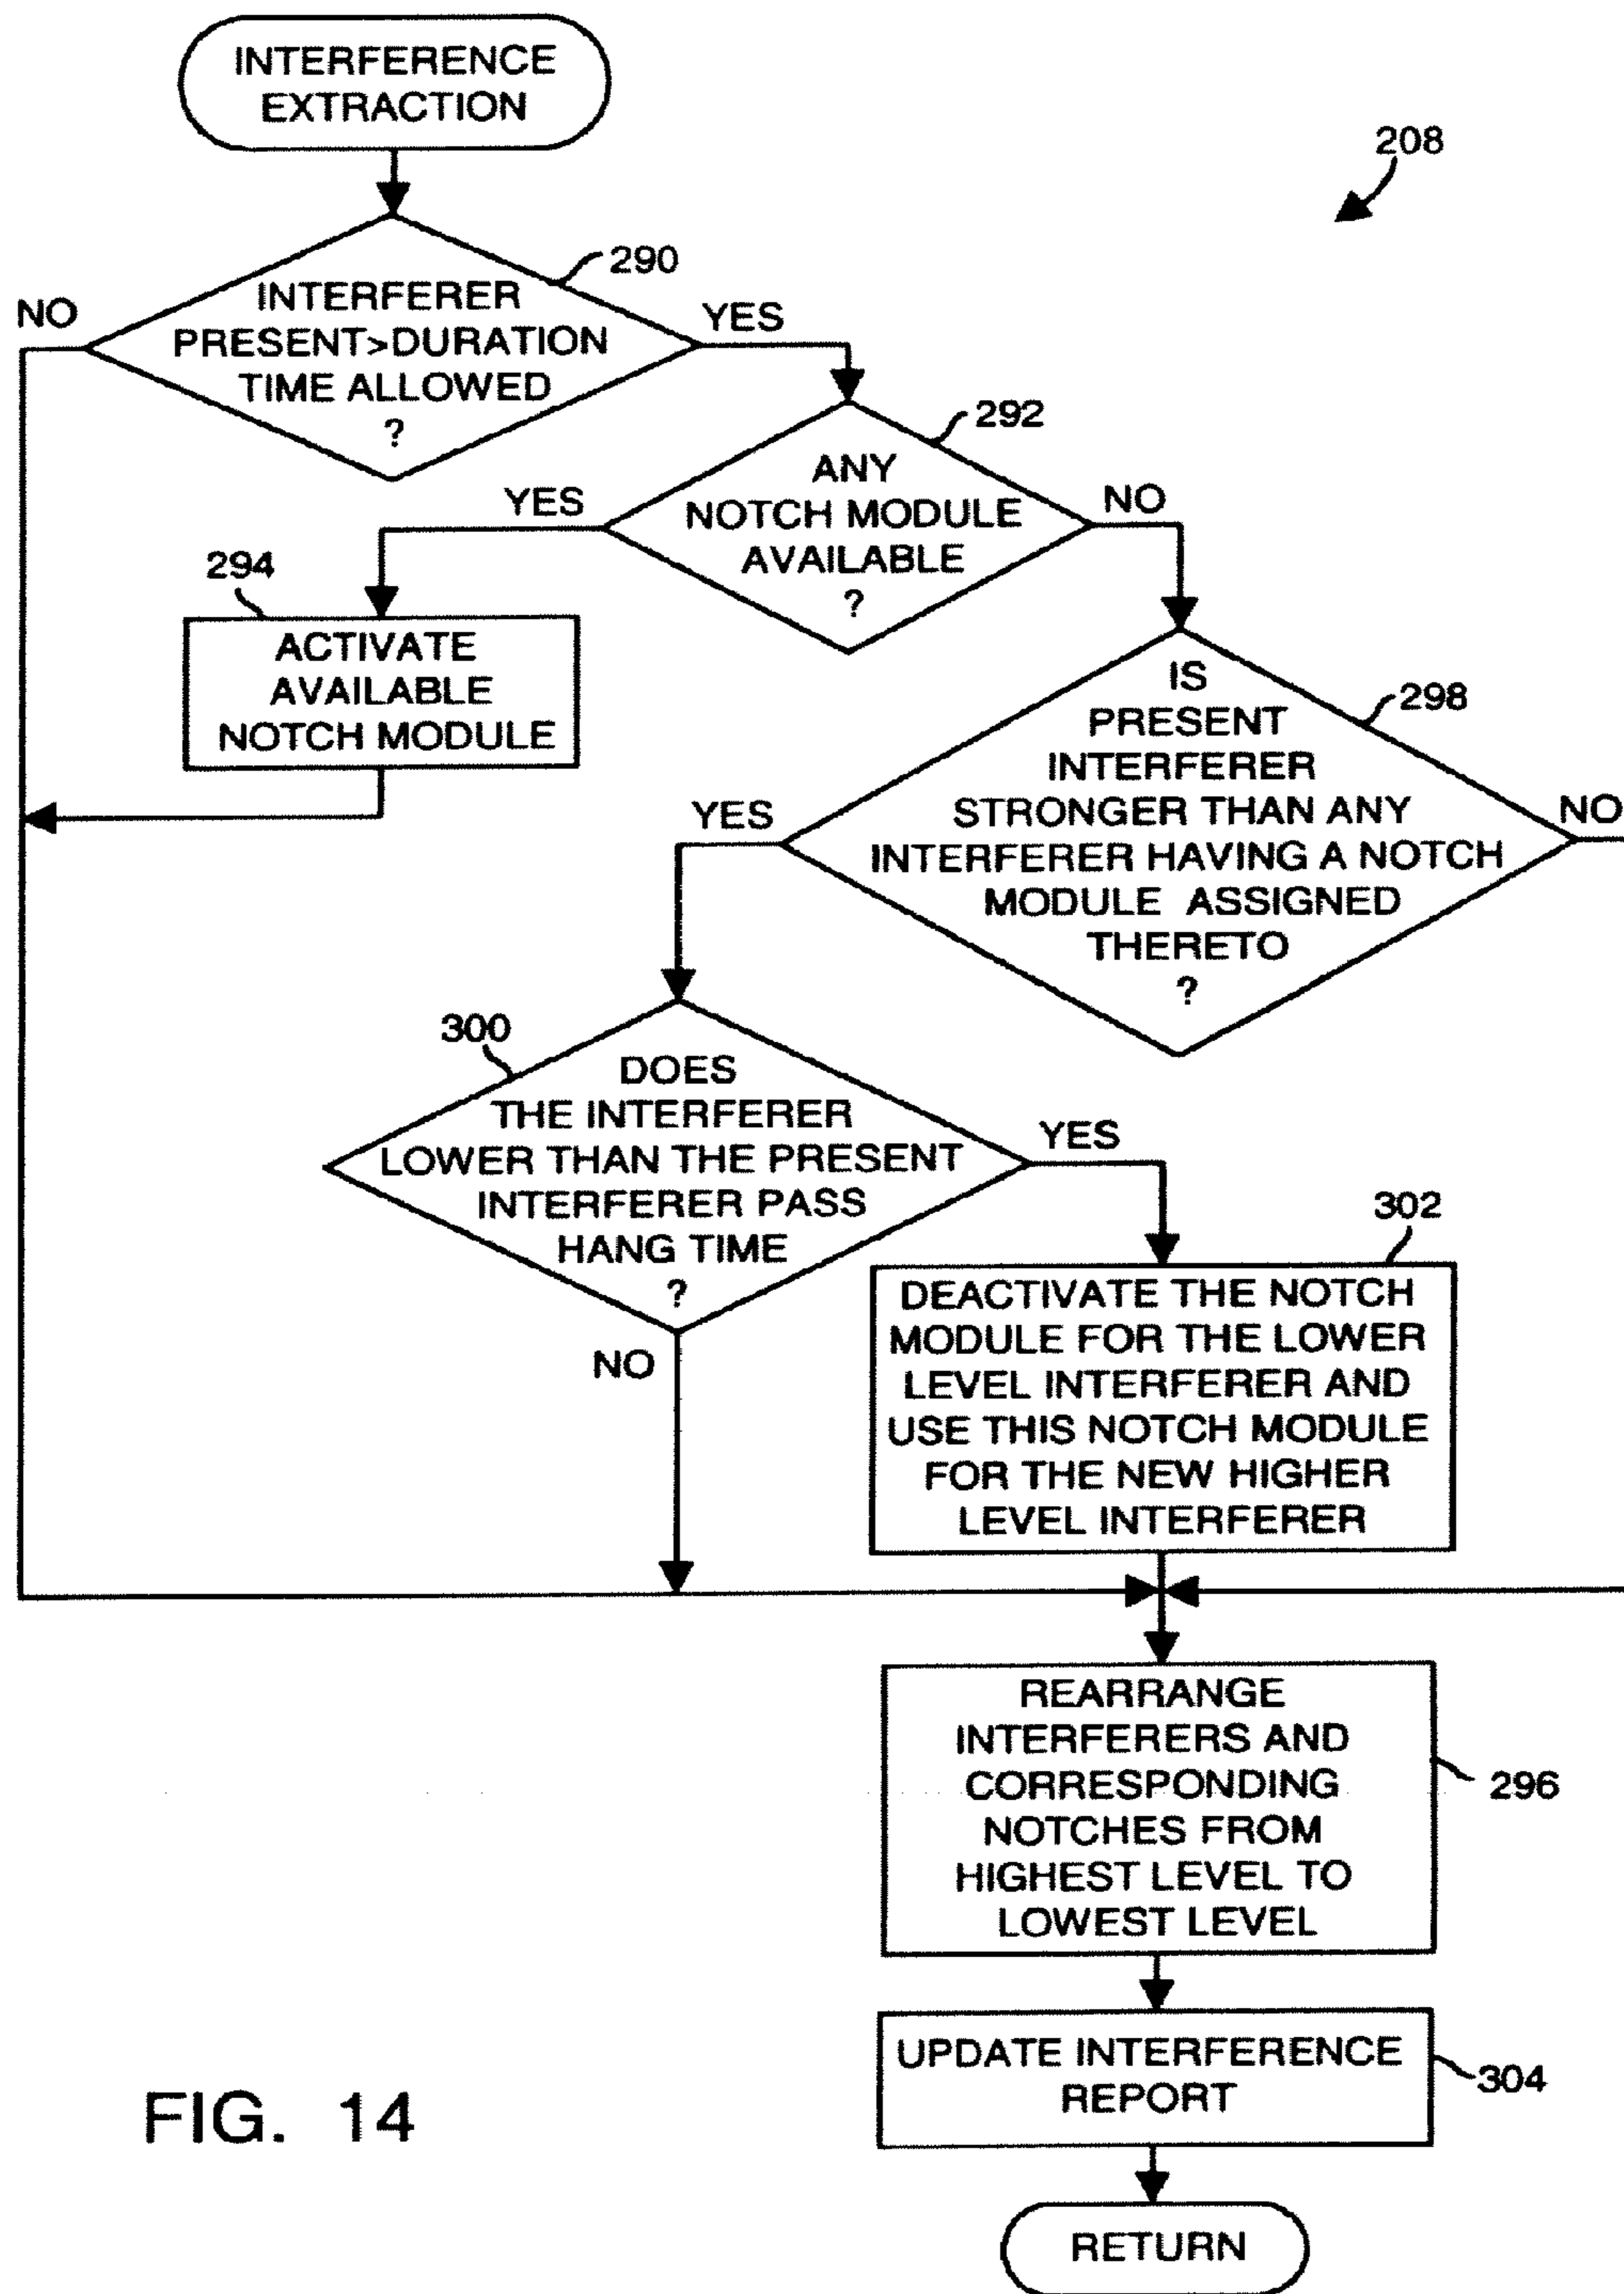 INTERFERENCE
EXTRACTION
208
290
NO
INTERFERER
PRESENT>DURATION
TIME ALLOWED
?
YES
292
ANY
NOTCH MODULE
AVAILABLE
?
YES
NO
294
ACTIVATE
AVAILABLE
NOTCH MODULE
298
IS
PRESENT
INTERFERER
STRONGER THAN ANY
INTERFERER HAVING A NOTCH
MODULE ASSIGNED
THERETO
?
YES
NO
300
DOES
THE INTERFERER
LOWER THAN THE PRESENT
INTERFERER PASS
HANG TIME
?
YES
NO
302
DEACTIVATE THE NOTCH
MODULE FOR THE LOWER
LEVEL INTERFERER AND
USE THIS NOTCH MODULE
FOR THE NEW HIGHER
LEVEL INTERFERER
REARRANGE
INTERFERERS AND
CORRESPONDING
NOTCHES FROM
HIGHEST LEVEL TO
LOWEST LEVEL
296
UPDATE INTERFERENCE
REPORT
304
RETURN
FIG. 14